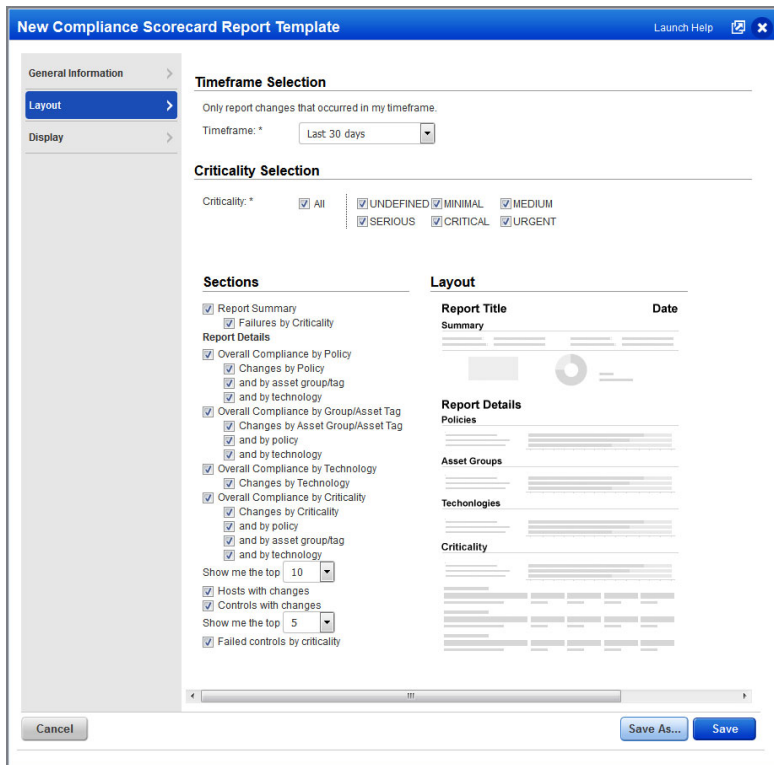 New Compliance Scorecard Report Template
Launch Help
General Information
Layout
Display
Timeframe Selection
Only report changes that occurred in my timeframe.
Timeframe: * Last 30 days
Criticality Selection
Criticality: * All UNDEFINED MINIMAL MEDIUM
SERIOUS CRITICAL URGENT
Sections
Report Summary
Failures by Criticality
Report Details
Overall Compliance by Policy
Changes by Policy
and by asset group/tag
and by technology
Overall Compliance by Group/Asset Tag
Changes by Asset Group/Asset Tag
and by policy
and by technology
Overall Compliance by Technology
Changes by Technology
Overall Compliance by Criticality
Changes by Criticality
and by policy
and by asset group/tag
and by technology
Show me the top 10
Hosts with changes
Controls with changes
Show me the top 5
Failed controls by criticality
Layout
Report Title Date
Summary
Report Details
Policies
Asset Groups
Techonlogies
Criticality
Cancel
Save As...
Save